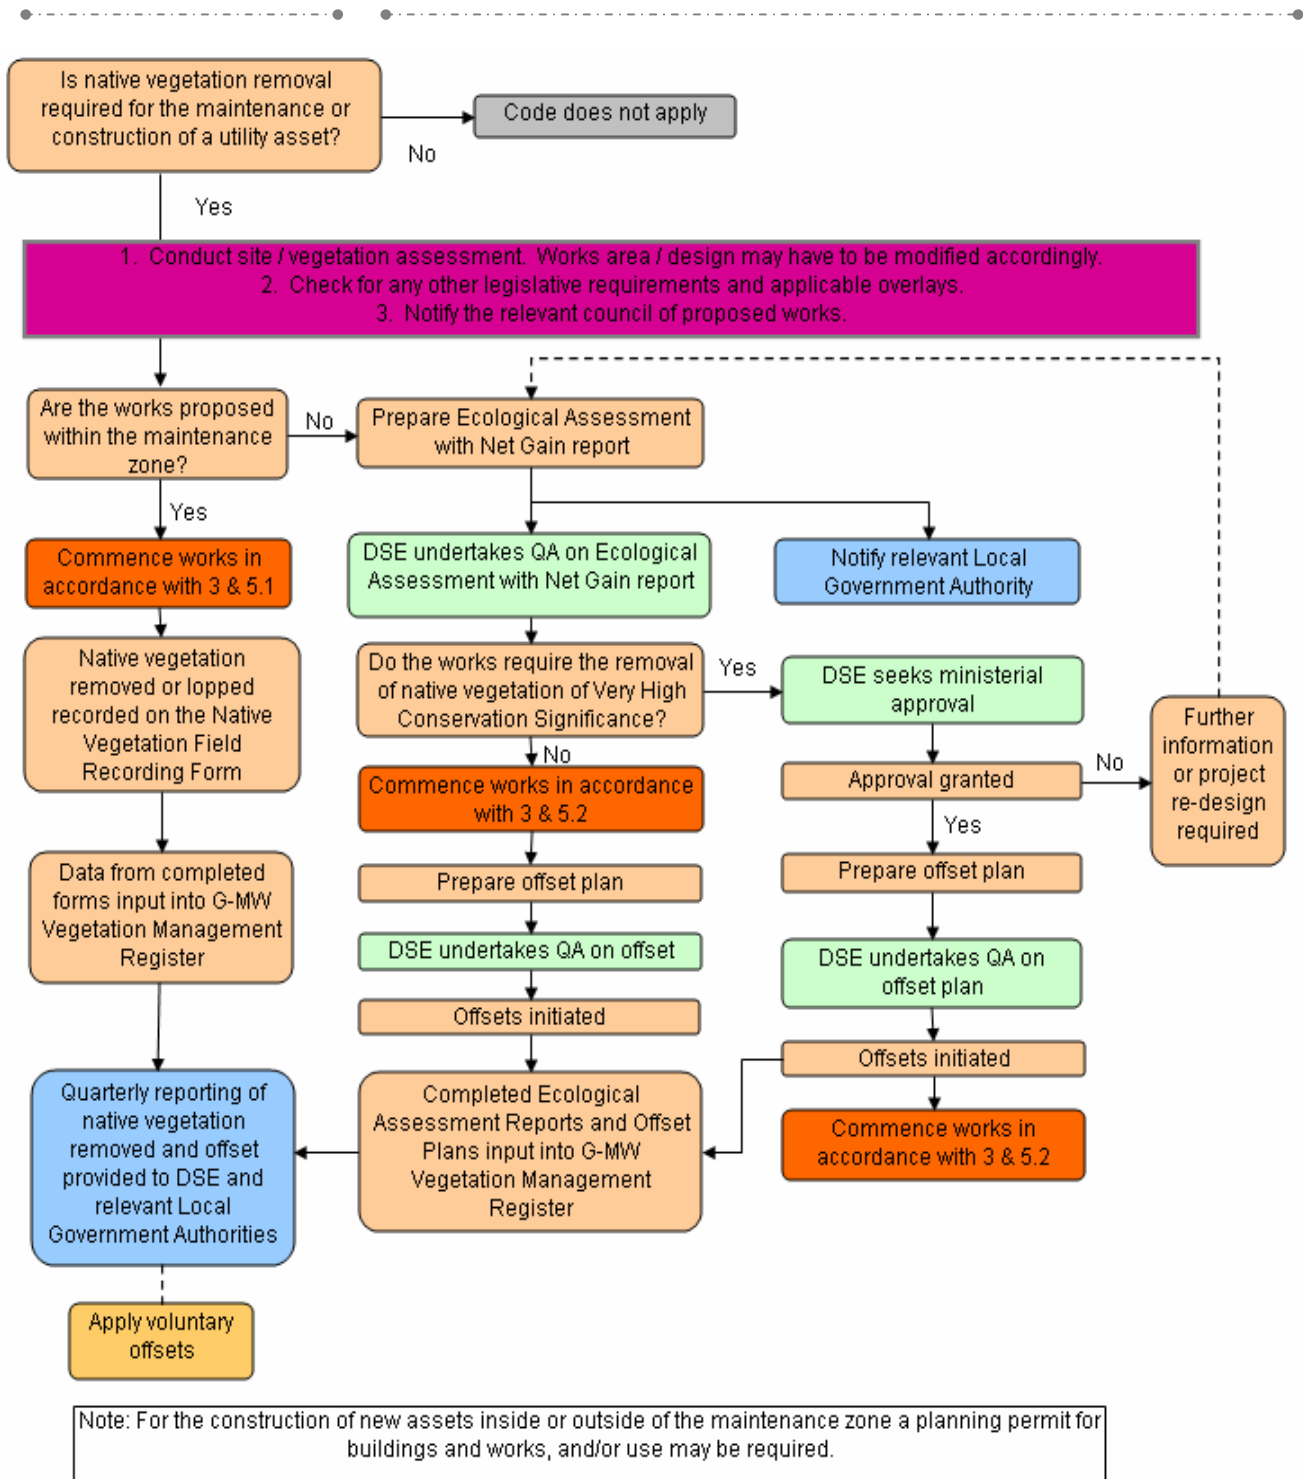 Is native vegetation removal
required for the maintenance or
construction of a utility asset?
Code does not apply
No
Yes
1. Conduct site / vegetation assessment. Works area / design may have to be modified accordingly.
2. Check for any other legislative requirements and applicable overlays.
3. Notify the relevant council of proposed works.
Are the works proposed
within the maintenance
zone?
No
Prepare Ecological Assessment
with Net Gain report
Yes
Commence works in
accordance with 3 & 5.1
DSE undertakes QA on Ecological
Assessment with Net Gain report
Notify relevant Local
Government Authority
Native vegetation
removed or lopped
recorded on the Native
Vegetation Field
Recording Form
Do the works require the removal
of native vegetation of Very High
Conservation Significance?
Yes
DSE seeks ministerial
approval
Further
information
or project
re-design
required
No
Commence works in accordance
with 3 & 5.2
Approval granted
No
Yes
Data from completed
forms input into G-MW
Vegetation Management
Register
Prepare offset plan
Prepare offset plan
DSE undertakes QA on offset
DSE undertakes QA on
offset plan
Offsets initiated
Offsets initiated
Quarterly reporting of
native vegetation
removed and offset
provided to DSE and
relevant Local
Government Authorities
Completed Ecological
Assessment Reports and Offset
Plans input into G-MW
Vegetation Management
Register
Commence works in
accordance with 3 & 5.2
Apply voluntary
offsets
Note: For the construction of new assets inside or outside of the maintenance zone a planning permit for
buildings and works, and/or use may be required.